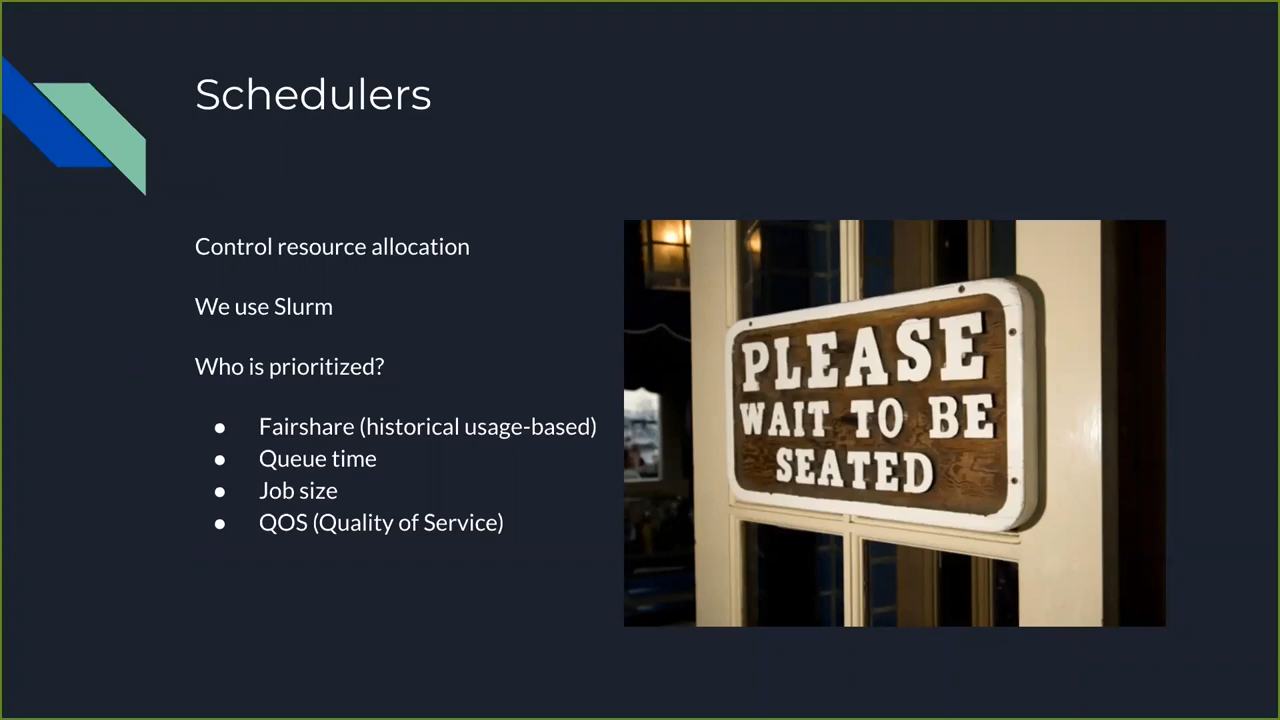 Schedulers
Control resource allocation
We use Slurm
Who is prioritized?
● Fairshare (historical usage-based)
● Queue time
● Job size
● QOS (Quality of Service)
PLEASE
WAIT TO BE
SEATED